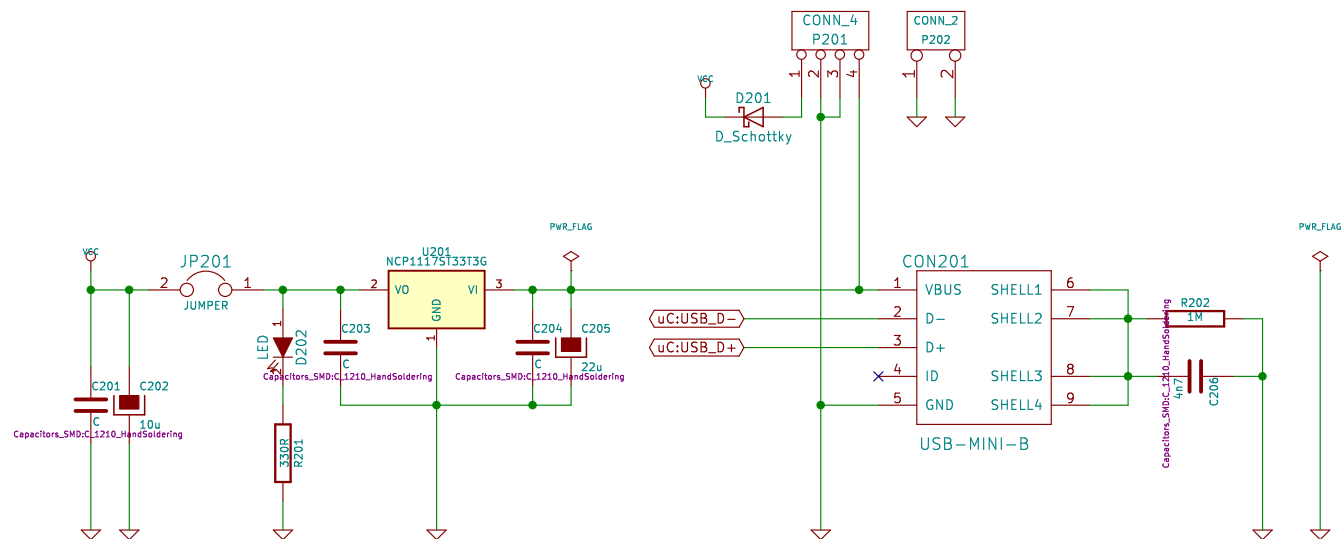 CONN_4
P201
1
2
3
4
CONN_2
P202
1
2
VCC
D201
D_Schottky
PWR_FLAG
PWR_FLAG
VCC
JP201
2
1
JUMPER
U201
NCP1117ST33T3G
2
VO
VI
3
GND
1
CON201
1
VBUS
SHELL1
6
2
D-
SHELL2
7
3
D+
4
ID
SHELL3
8
5
GND
SHELL4
9
USB-MINI-B
uC:USB_D-
uC:USB_D+
R202
1M
Capacitors_SMD:C_1210_HandSoldering
4n7
C206
1
LED
D202
2
C203
C
Capacitors_SMD:C_1210_HandSoldering
C204
C
Capacitors_SMD:C_1210_HandSoldering
C205
22u
C201
C
Capacitors_SMD:C_1210_HandSoldering
C202
10u
330R
R201